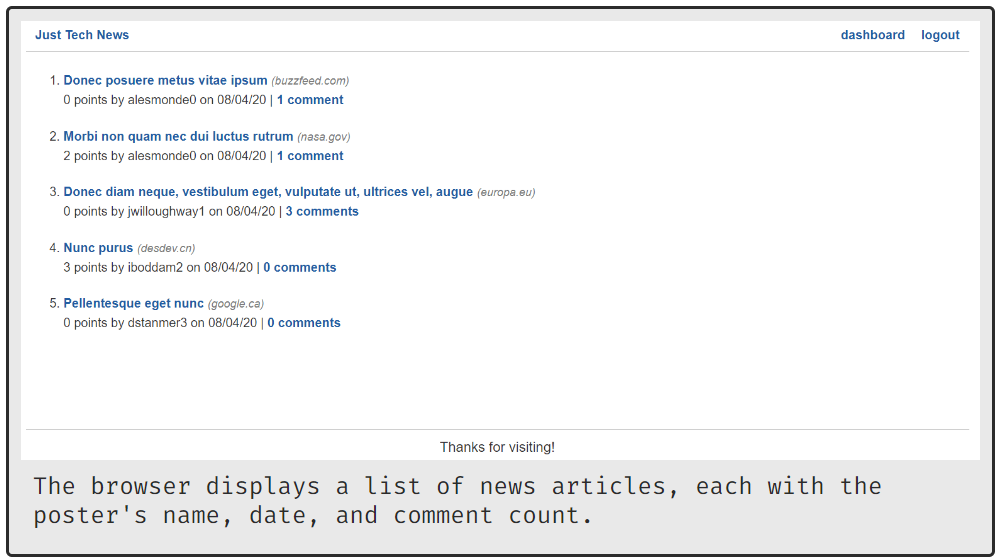 Just Tech News dashboard logout
1. Donec posuere metus vitae ipsum (buzzfeed.com)
0 points by alesmonde0 on 08/04/20 | 1 comment
2. Morbi non quam nec dui luctus rutrum (nasa.gov)
2 points by alesmonde0 on 08/04/20 | 1 comment
3. Donec diam neque, vestibulum eget, vulputate ut, ultrices vel, augue (europa.eu)
0 points by jwilloughway1 on 08/04/20 | 3 comments
4. Nunc purus (desdev.cn)
3 points by iboddam2 on 08/04/20 | 0 comments
5. Pellentesque eget nunc (google.ca)
0 points by dstanmer3 on 08/04/20 | 0 comments
Thanks for visiting!
The browser displays a list of news articles, each with the
poster's name, date, and comment count.